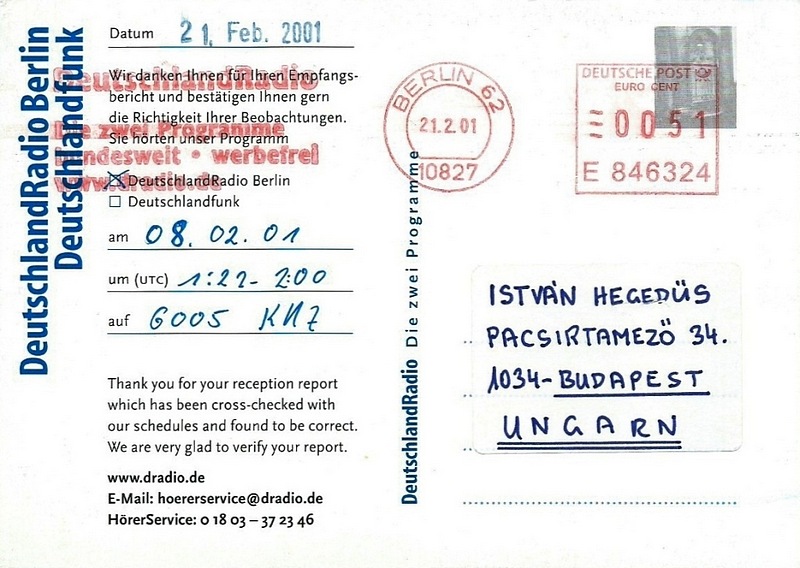 DeutschlandRadio Berlin
Deutschlandfunk
Datum 21. Feb. 2001
Wir danken Ihnen für Ihren Empfangs-
bericht und bestätigen Ihnen gern
die Richtigkeit Ihrer Beobachtungen.
Sie hörten unser Programm
DeutschlandRadio Berlin
Deutschlandfunk
am 08. 02. 01
um (UTC) 1:22- 2:00
auf 6005 KHZ
Thank you for your reception report
which has been cross-checked with
our schedules and found to be correct.
We are very glad to verify your report.
www.dradio.de
E-Mail: hoererservice@dradio.de
HörerService: 0 18 03 – 37 23 46
DeutschlandRadio
Die zwei Programme
bundesweit • werbefrei
www.dradio.de
DeutschlandRadio Die zwei Programme
BERLIN 62
21.2.01
10827
DEUTSCHE POST
EURO CENT
0051
E 846324
ISTVÁN HEGEDÜS
PACSIRTAMEZÖ 34.
1034-BUDAPEST
UNGARN